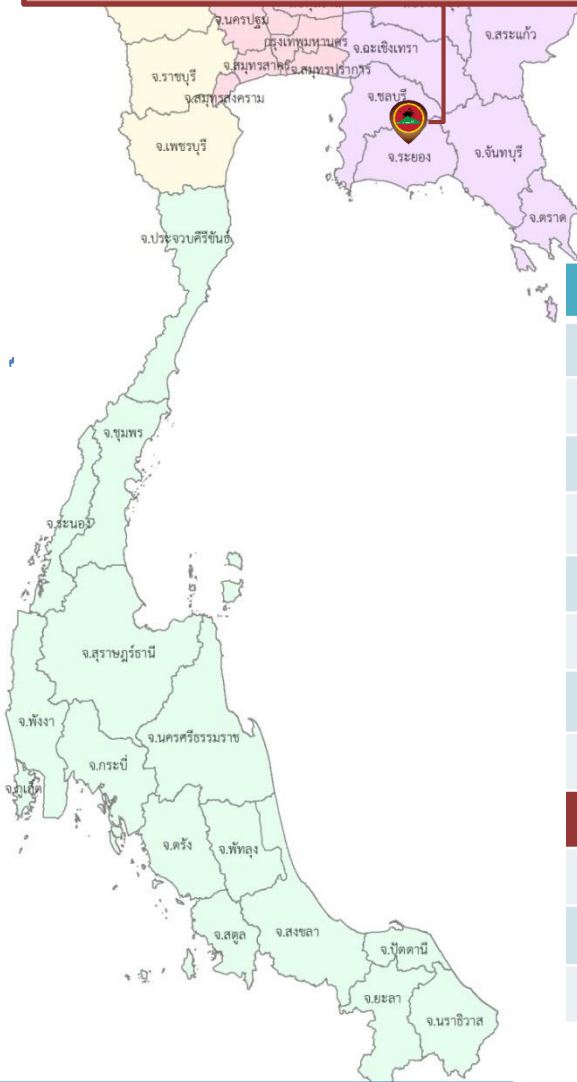 จ.นครปฐม
จ.สระแก้ว
กรุงเทพมหานคร
จ.ฉะเชิงเทรา
จ.สมุทรสาคร
จ.สมุทรปราการ
จ.ราชบุรี
จ.สมุทรสงคราม
จ.ชลบุรี
จ.เพชรบุรี
จ.ระยอง
จ.จันทบุรี
จ.ตราด
จ.ประจวบคีรีขันธ์
จ.ชุมพร
จ.ระนอง
จ.สุราษฎร์ธานี
จ.พังงา
จ.นครศรีธรรมราช
จ.กระบี่
จ.ภูเก็ต
จ.ตรัง
จ.พัทลุง
จ.สตูล
จ.สงขลา
จ.ปัตตานี
จ.ยะลา
จ.นราธิวาส